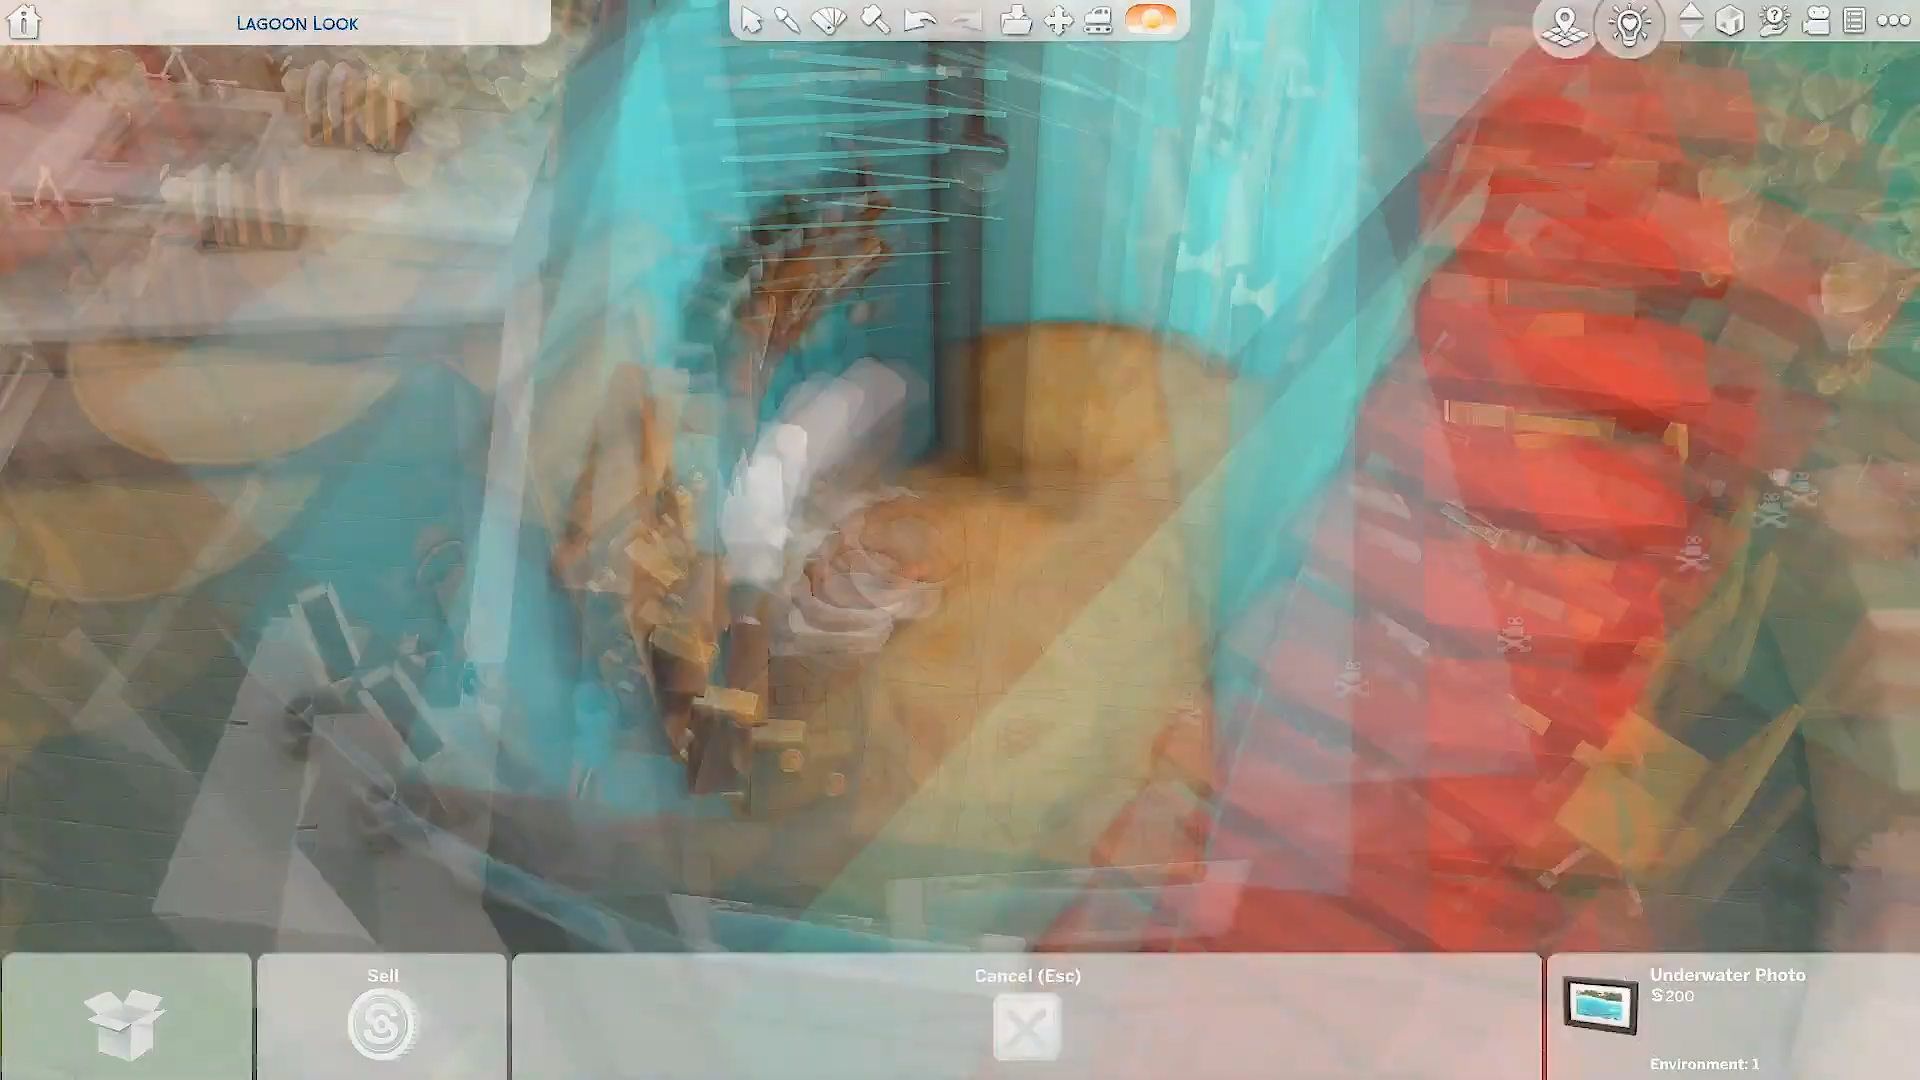 LAGOON LOOK
Sell
Cancel (Esc)
Underwater Photo
§200
Environment: 1